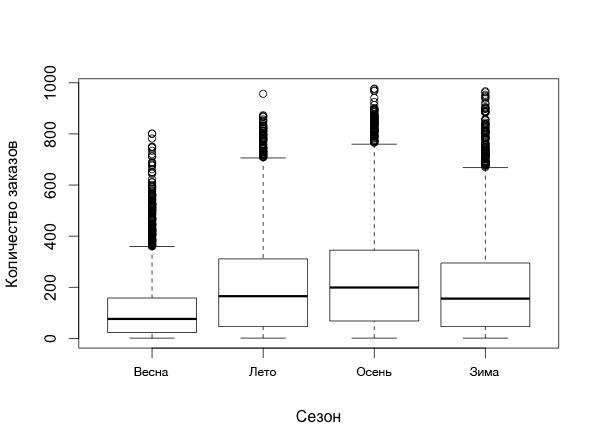 Количество заказов
1000
800
600
400
200
0
Весна Лето Осень Зима
Сезон